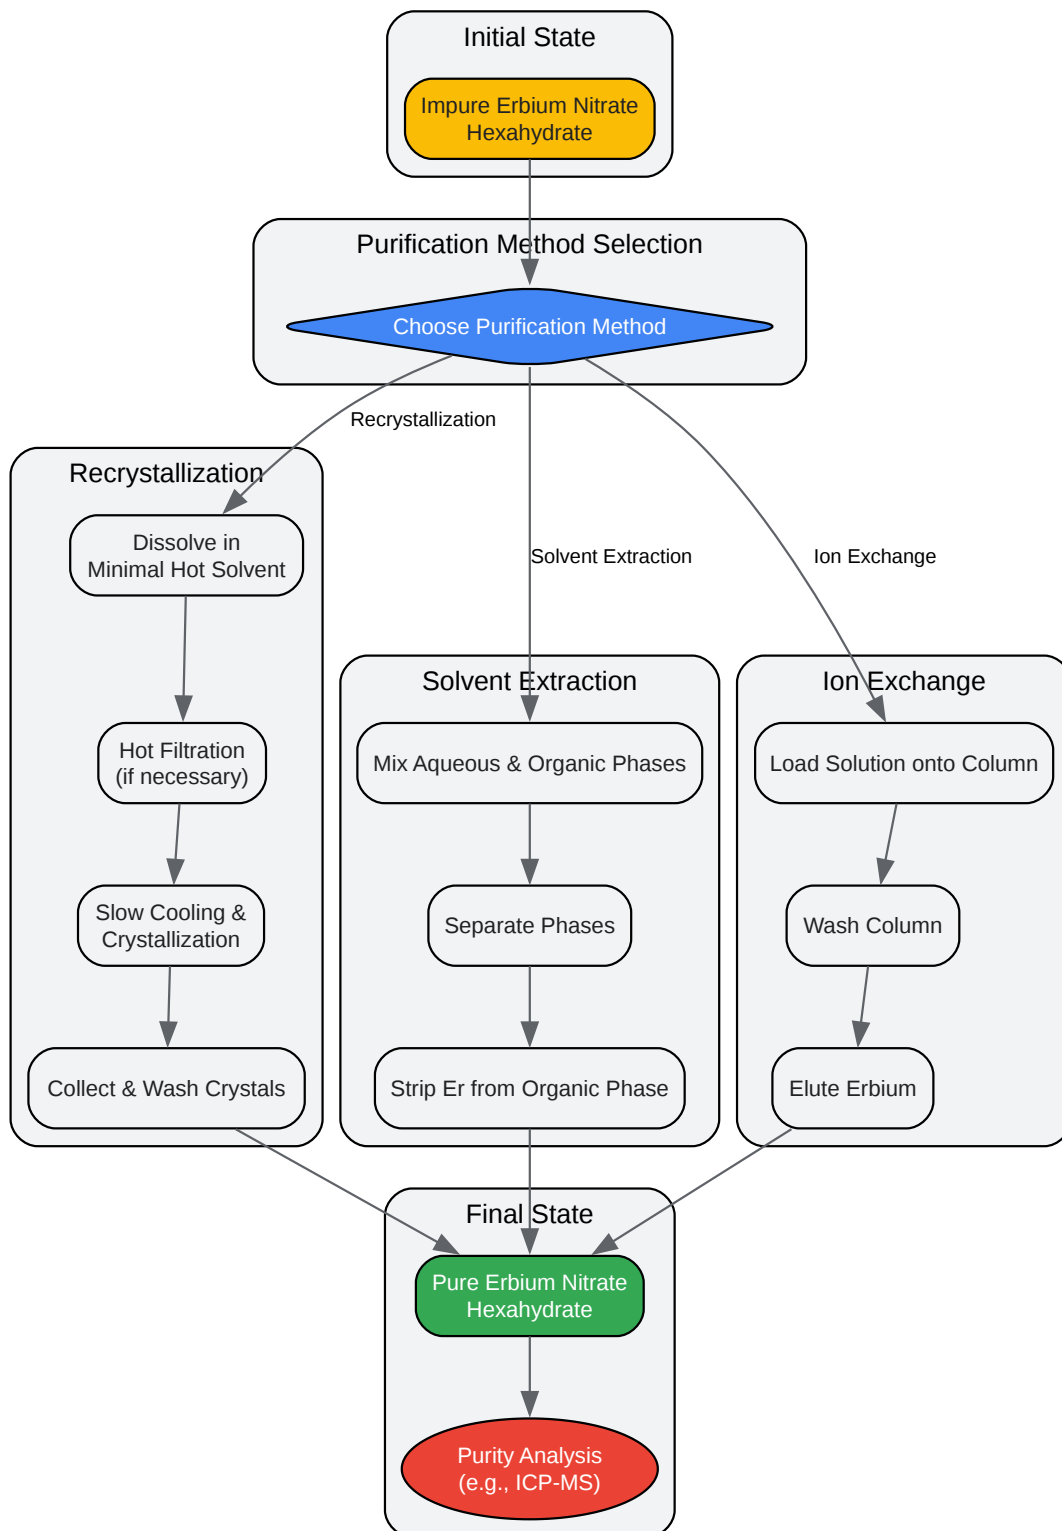 Initial State
Impure Erbium Nitrate
Hexahydrate
Purification Method Selection
Choose Purification Method
Recrystallization
Solvent Extraction
Ion Exchange
Recrystallization
Dissolve in
Minimal Hot Solvent
Hot Filtration
(if necessary)
Slow Cooling &
Crystallization
Collect & Wash Crystals
Solvent Extraction
Mix Aqueous & Organic Phases
Separate Phases
Strip Er from Organic Phase
Ion Exchange
Load Solution onto Column
Wash Column
Elute Erbium
Final State
Pure Erbium Nitrate
Hexahydrate
Purity Analysis
(e.g., ICP-MS)